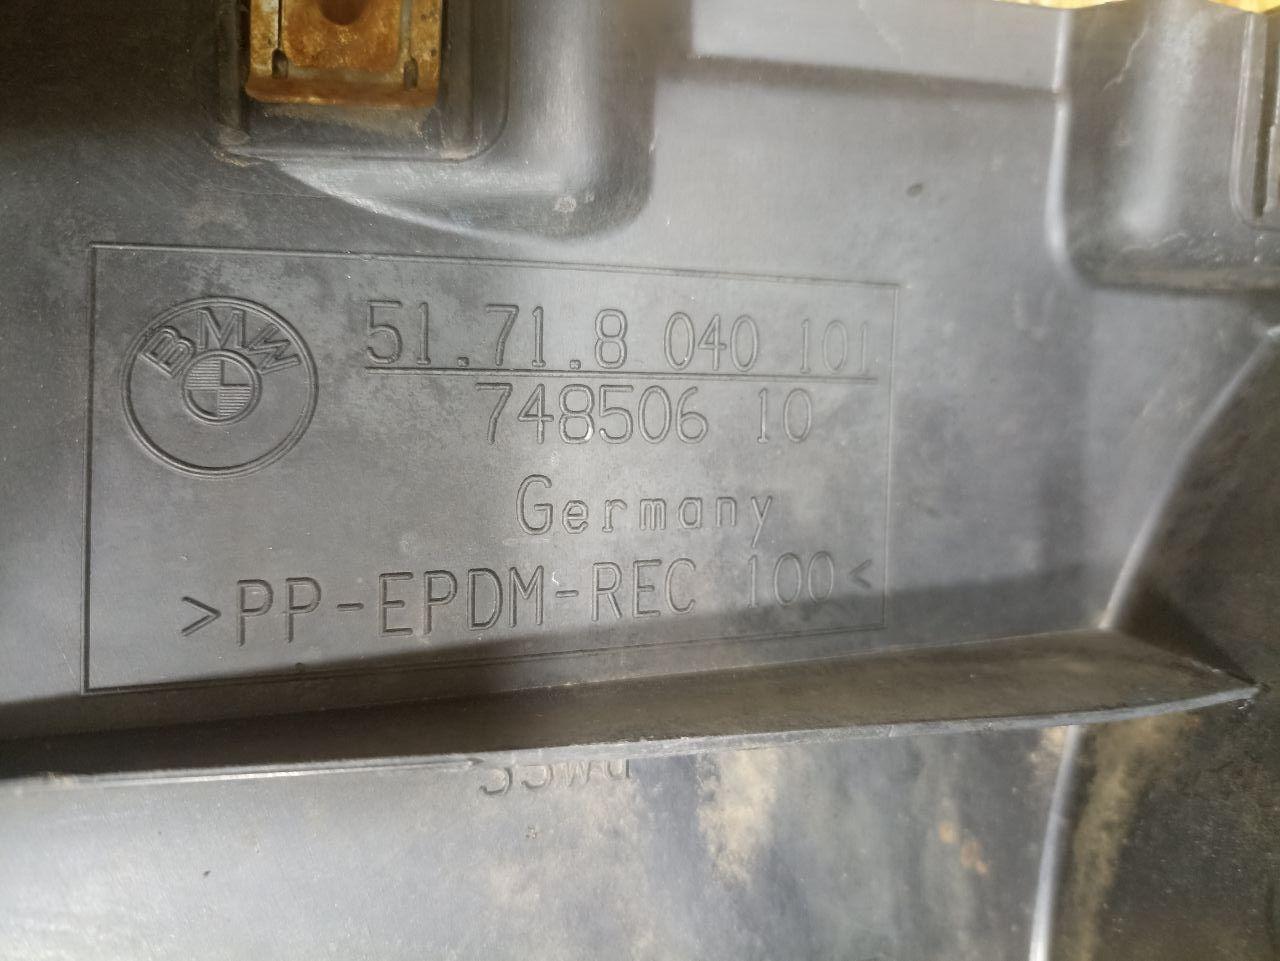 BMW
51.71.8 040 101
748506 10
Germany
>PP-EPDM-REC 100<